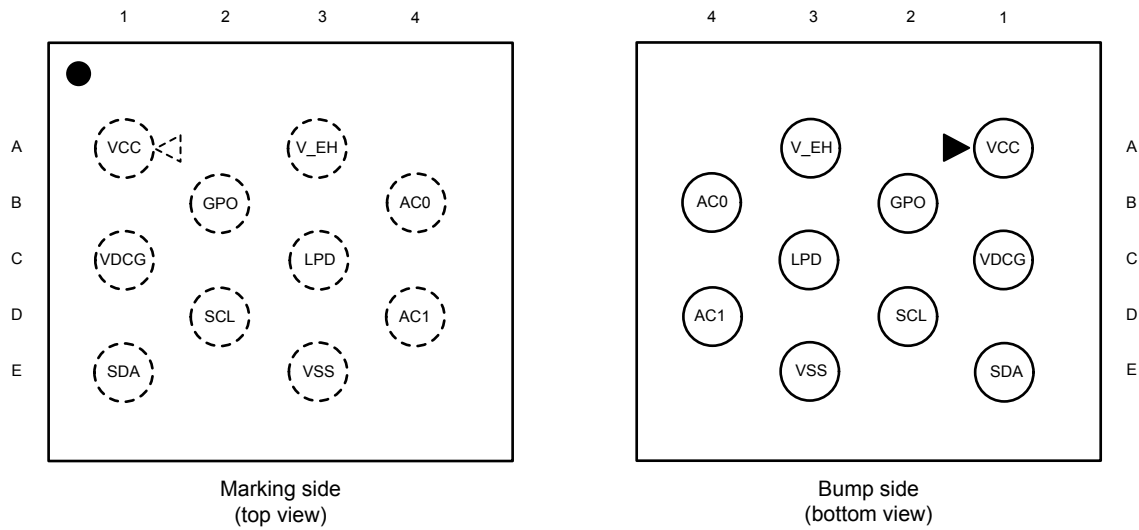 1 2 3 4 4 3 2 1
A VCC V_EH V_EH VCC A
B GPO AC0 AC0 GPO B
C VDCG LPD LPD VDCG C
D SCL AC1 AC1 SCL D
E SDA VSS VSS SDA E
Marking side
(top view)
Bump side
(bottom view)